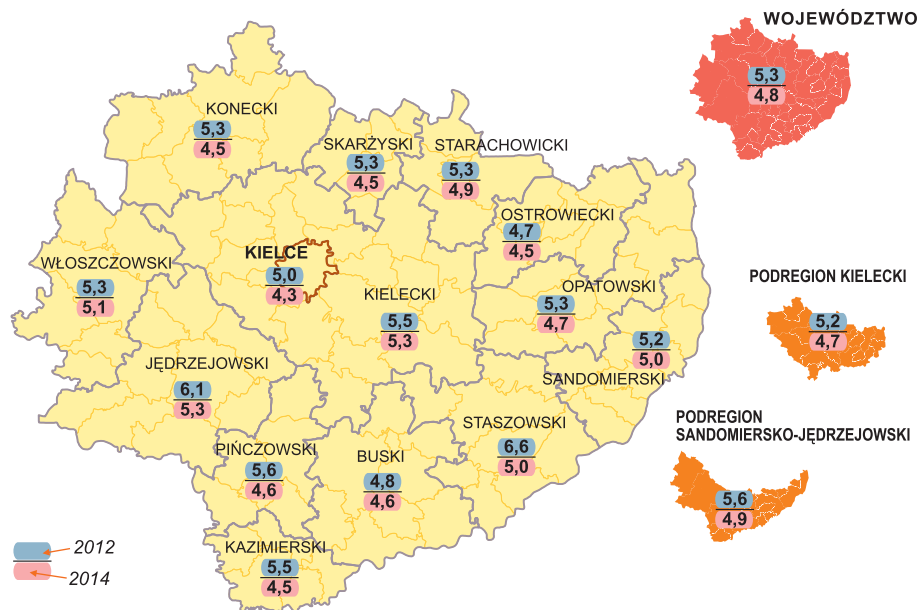 WOJEWÓDZTWO
5,3
4,8
KONECKI
5,3
4,5
SKARŻYSKI
5,3
4,5
STARACHOWICKI
5,3
4,9
OSTROWIECKI
4,7
4,5
KIELCE
5,0
4,3
WŁOSZCZOWSKI
5,3
5,1
KIELECKI
5,5
5,3
OPATOWSKI
5,3
4,7
PODREGION KIELECKI
5,2
4,7
5,2
5,0
SANDOMIERSKI
JĘDRZEJOWSKI
6,1
5,3
STASZOWSKI
6,6
5,0
PODREGION
SANDOMIERSKO-JĘDRZEJOWSKI
5,6
4,9
PIŃCZOWSKI
5,6
4,6
BUSKI
4,8
4,6
KAZIMIERSKI
5,5
4,5
2012
2014